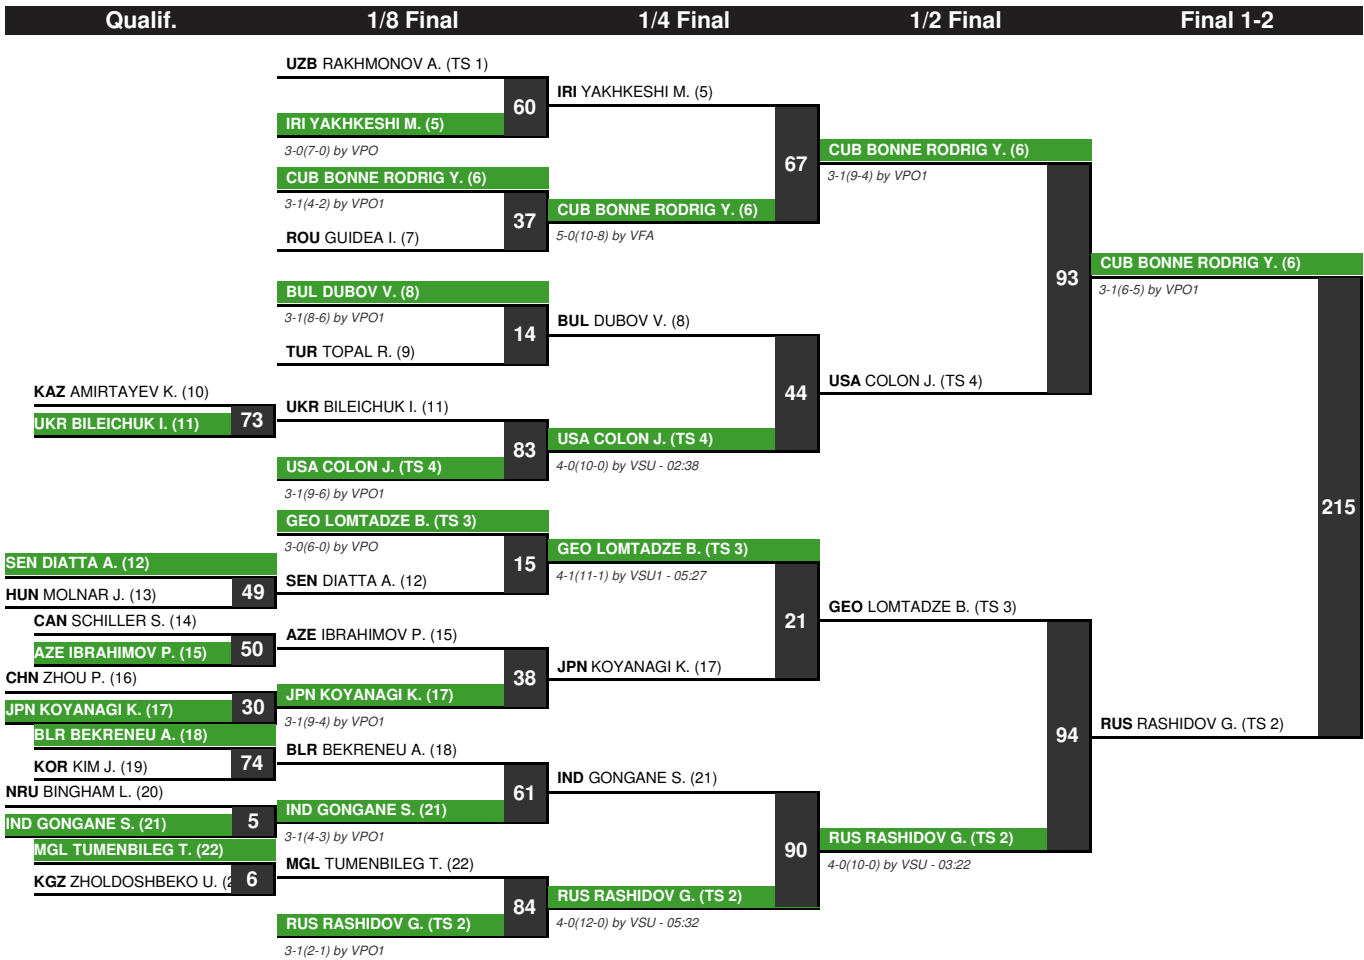 Qualif. 1/8 Final 1/4 Final 1/2 Final Final 1-2
UZB RAKHMONOV A. (TS 1)
60
IRI YAKHKESHI M. (5)
3-0(7-0) by VPO
CUB BONNE RODRIG Y. (6)
3-1(4-2) by VPO1
37
ROU GUIDEA I. (7)
BUL DUBOV V. (8)
3-1(8-6) by VPO1
14
TUR TOPAL R. (9)
KAZ AMIRTAYEV K. (10)
UKR BILEICHUK I. (11)
73
UKR BILEICHUK I. (11)
83
USA COLON J. (TS 4)
3-1(9-6) by VPO1
GEO LOMTADZE B. (TS 3)
3-0(6-0) by VPO
15
SEN DIATTA A. (12)
SEN DIATTA A. (12)
HUN MOLNAR J. (13)
49
CAN SCHILLER S. (14)
AZE IBRAHIMOV P. (15)
50
AZE IBRAHIMOV P. (15)
38
JPN KOYANAGI K. (17)
3-1(9-4) by VPO1
CHN ZHOU P. (16)
JPN KOYANAGI K. (17)
30
BLR BEKRENEU A. (18)
KOR KIM J. (19)
74
BLR BEKRENEU A. (18)
61
IND GONGANE S. (21)
3-1(4-3) by VPO1
NRU BINGHAM L. (20)
IND GONGANE S. (21)
5
MGL TUMENBILEG T. (22)
KGZ ZHOLDOSHBEKO U.
6
MGL TUMENBILEG T. (22)
84
RUS RASHIDOV G. (TS 2)
3-1(2-1) by VPO1
IRI YAKHKESHI M. (5)
67
CUB BONNE RODRIG Y. (6)
5-0(10-8) by VFA
BUL DUBOV V. (8)
44
USA COLON J. (TS 4)
4-0(10-0) by VSU - 02:38
GEO LOMTADZE B. (TS 3)
4-1(11-1) by VSU1 - 05:27
21
JPN KOYANAGI K. (17)
IND GONGANE S. (21)
90
RUS RASHIDOV G. (TS 2)
4-0(12-0) by VSU - 05:32
CUB BONNE RODRIG Y. (6)
3-1(9-4) by VPO1
93
USA COLON J. (TS 4)
GEO LOMTADZE B. (TS 3)
94
RUS RASHIDOV G. (TS 2)
4-0(10-0) by VSU - 03:22
CUB BONNE RODRIG Y. (6)
3-1(6-5) by VPO1
215
RUS RASHIDOV G. (TS 2)